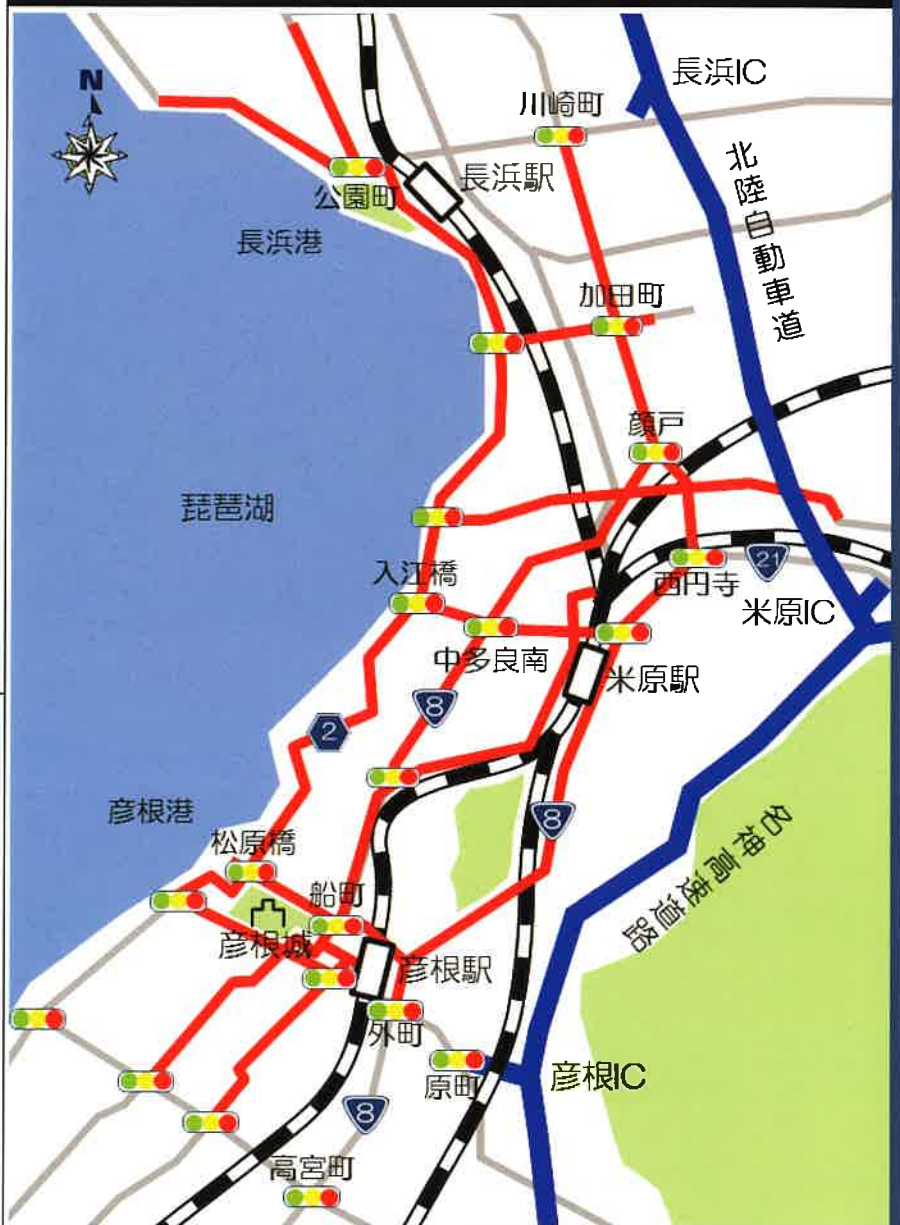 長浜IC
N
川崎町
北陸自動車道
長浜駅
公園町
長浜港
加田町
顔戸
琵琶湖
入江橋
西円寺
21
米原IC
中多良南
米原駅
8
2
彦根港
8
名神高速道路
松原橋
船町
彦根城
彦根駅
外町
原町
彦根IC
8
高宮町